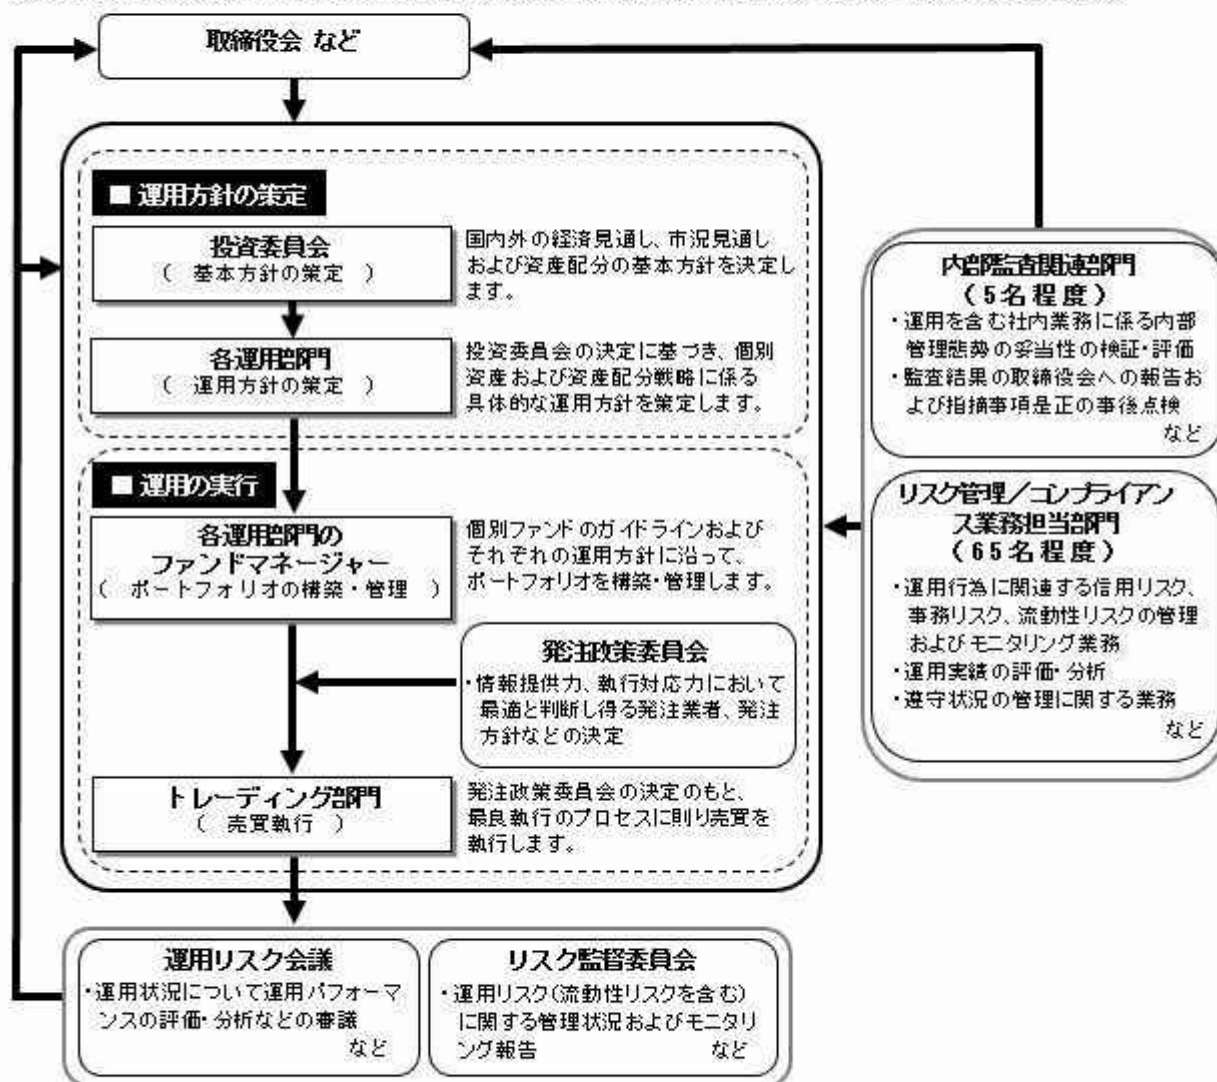 取締役会 など
■ 運用方針の策定
投資委員会
( 基本方針の策定 )
国内外の経済見通し、市況見通し
および資産配分の基本方針を決定し
ます。
各運用部門
( 運用方針の策定 )
投資委員会の決定に基づき、個別
資産および資産配分戦略に係る
具体的な運用方針を策定します。
■ 運用の実行
各運用部門の
ファンドマネージャー
( ポートフォリオの構築・管理 )
個別ファンドのガイドラインおよび
それぞれの運用方針に沿って、
ポートフォリオを構築・管理します。
発注政策委員会
・情報提供力、執行対応力において
最適と判断し得る発注業者、発注
方針などの決定
トレーディング部門
( 売買執行 )
発注政策委員会の決定のもと、
最良執行のプロセスに則り売買を
執行します。
内部監査関連部門
(5名程度)
・運用を含む社内業務に係る内部
管理態勢の妥当性の検証・評価
・監査結果の取締役会への報告お
よび指摘事項是正の事後点検
など
リスク管理/コンプライアン
ス業務担当部門
(65名程度)
・運用行為に関連する信用リスク、
事務リスク、流動性リスクの管理
およびモニタリング業務
・運用実績の評価・分析
・遵守状況の管理に関する業務
など
運用リスク会議
・運用状況について運用パフォーマ
ンスの評価・分析などの審議
など
リスク監督委員会
・運用リスク(流動性リスクを含む)
に関する管理状況およびモニタリ
ング報告 など